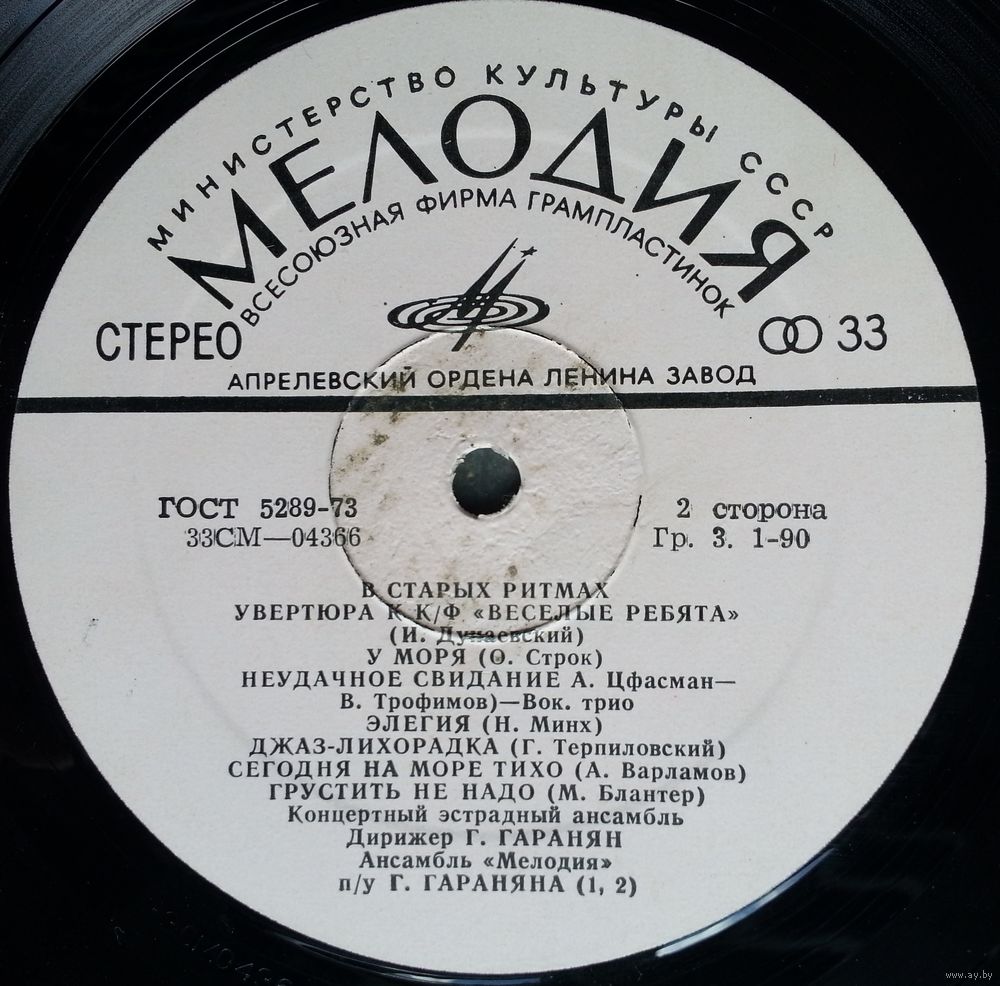 МИНИСТЕРСТВО КУЛЬТУРЫ СССР
МЕЛОДИЯ
ВСЕСОЮЗНАЯ ФИРМА ГРАМПЛАСТИНОК
СТЕРЕО
33
АПРЕЛЕВСКИЙ ОРДЕНА ЛЕНИНА ЗАВОД
ГОСТ 5289-73
2 сторона
33СМ—04366
Гр. 3. 1-90
В СТАРЫХ РИТМАХ
УВЕРТЮРА К К/Ф «ВЕСЕЛЫЕ РЕБЯТА»
(И. Дунаевский)
У МОРЯ (О. Строк)
НЕУДАЧНОЕ СВИДАНИЕ А. Цфасман—
В. Трофимов)—Вок. трио
ЭЛЕГИЯ (Н. Минх)
ДЖАЗ-ЛИХОРАДКА (Г. Терпиловский)
СЕГОДНЯ НА МОРЕ ТИХО (А. Варламов)
ГРУСТИТЬ НЕ НАДО (М. Блантер)
Концертный эстрадный ансамбль
Дирижер Г. ГАРАНЯН
Ансамбль «Мелодия»
п/у Г. ГАРАНЯНА (1, 2)
www.ay.by